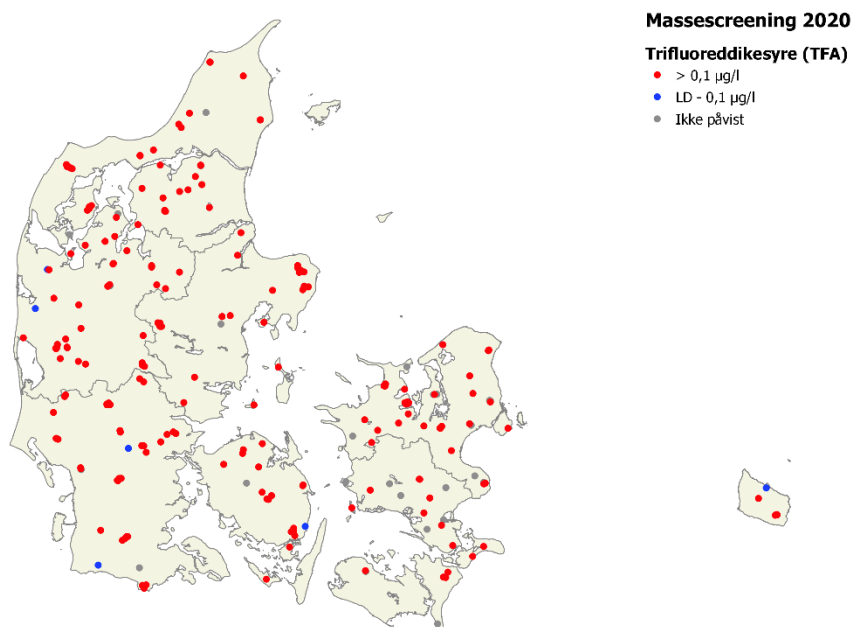 Massescreening 2020
Trifluoreddikesyre (TFA)
> 0,1 µg/l
LD - 0,1 µg/l
Ikke påvist